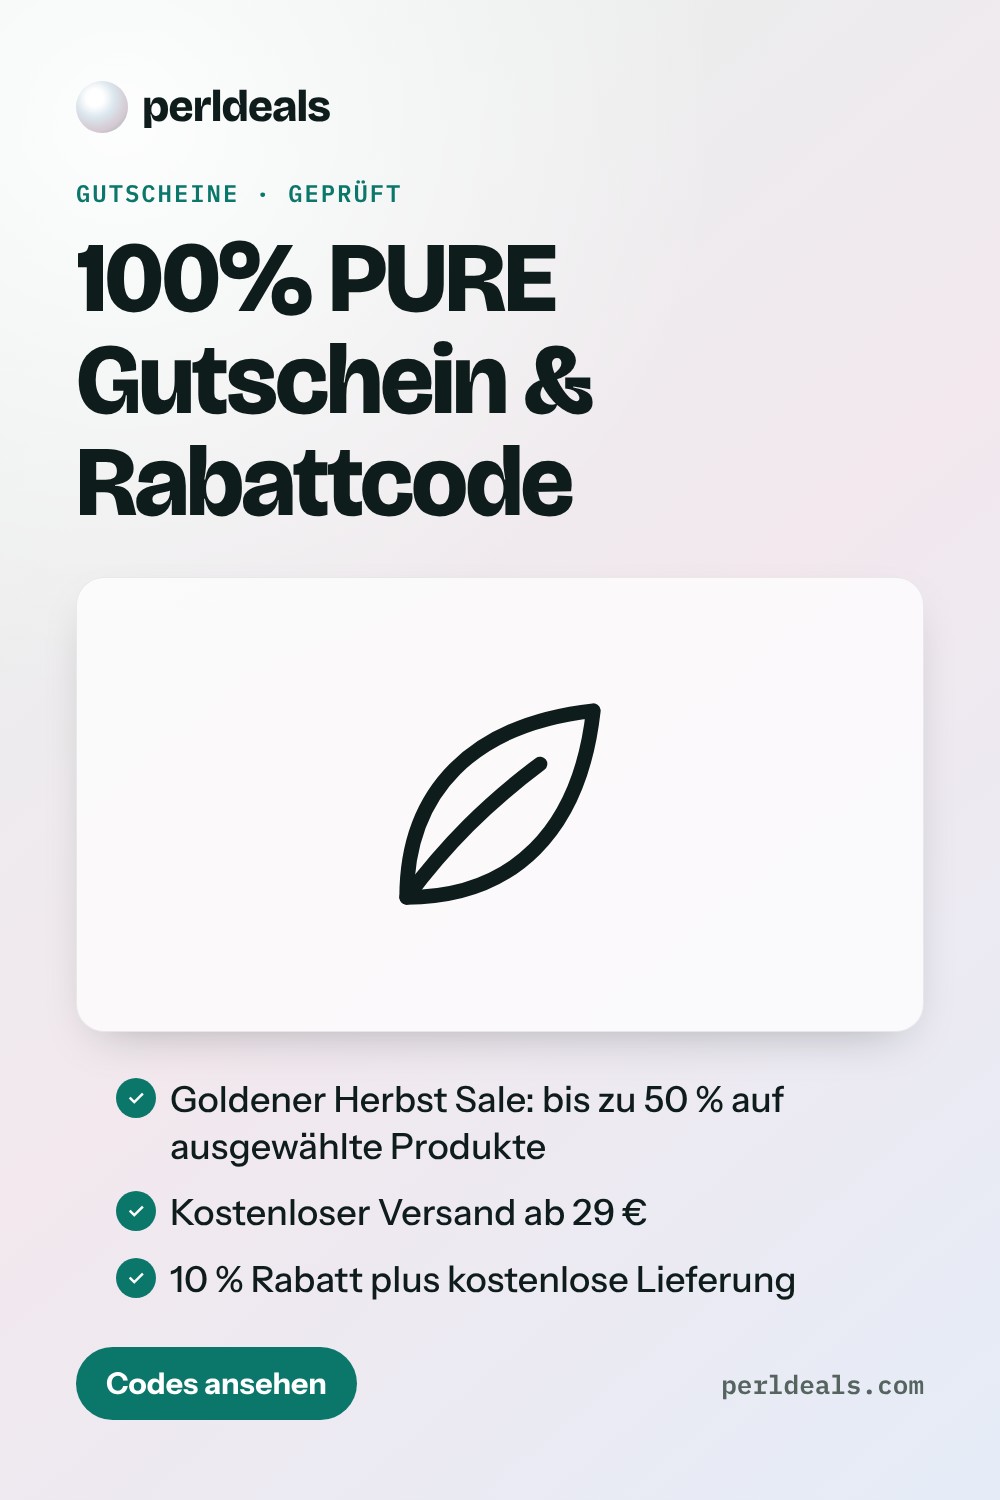 perldeals
GUTSCHEINE · GEPRÜFT
100% PURE
Gutschein &
Rabattcode
Goldener Herbst Sale: bis zu 50 % auf
ausgewählte Produkte
Kostenloser Versand ab 29 €
10 % Rabatt plus kostenlose Lieferung
Codes ansehen
perldeals.com